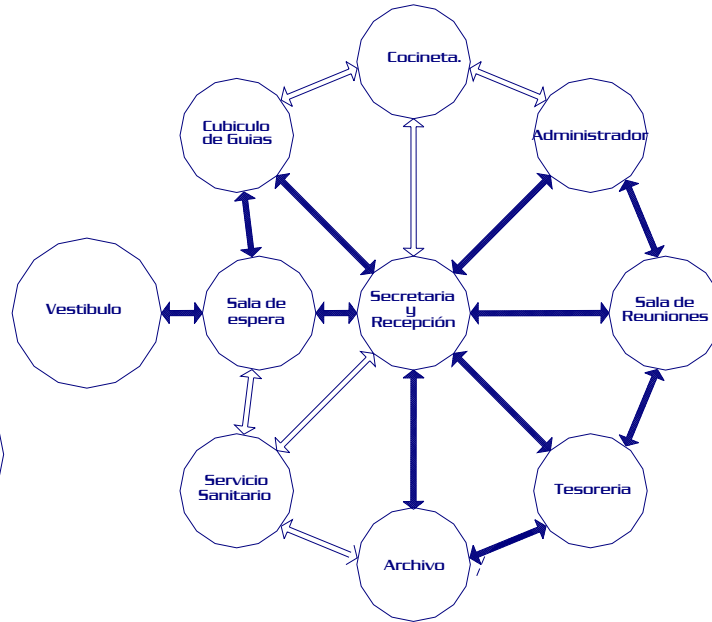 Cocineta.
Cubiculo
de Guias
Administrador
Vestibulo
Sala de
espera
Secretaria
y
Recepción
Sala de
Reuniones
Servicio
Sanitario
Tesoreria
Archivo